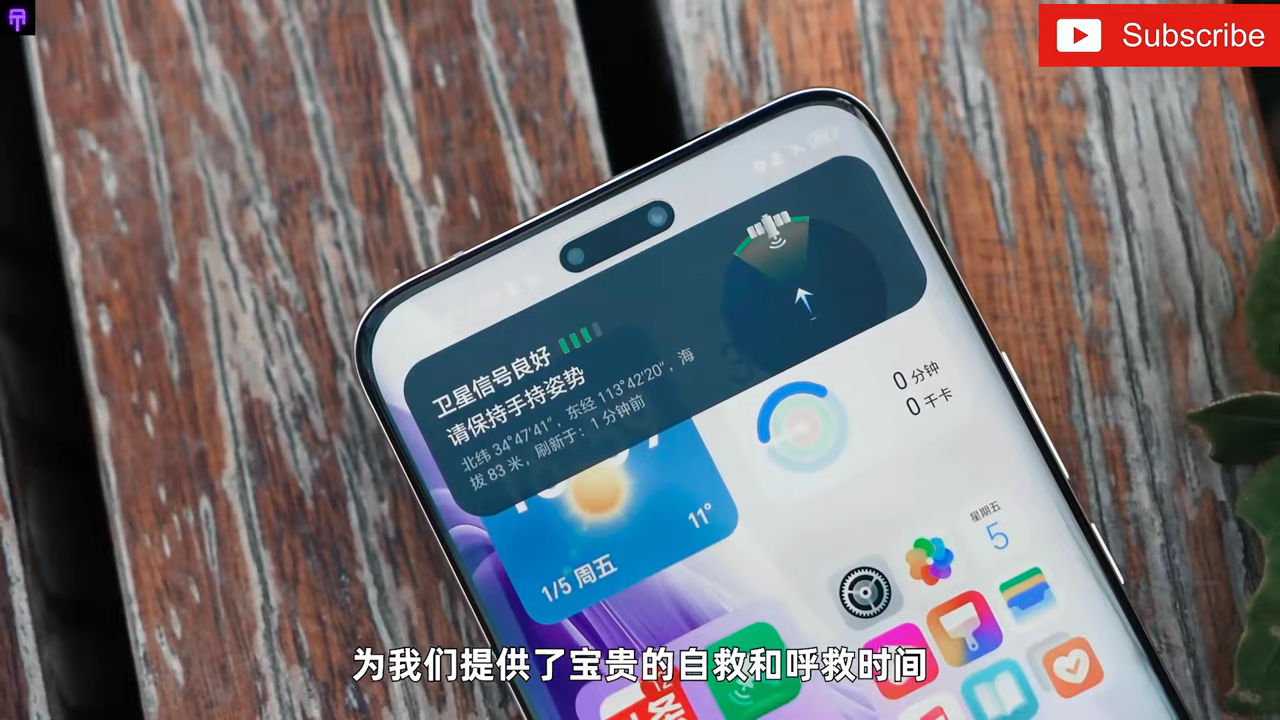 Subscribe
卫星信号良好
请保持手持姿势
北纬 34°47'41"，东经 113°42'20"，海
拔 83 米，刷新于：1 分钟前
0 分钟
0 千卡
11°
1/5 周五
星期五
5
为我们提供了宝贵的自救和呼救时间